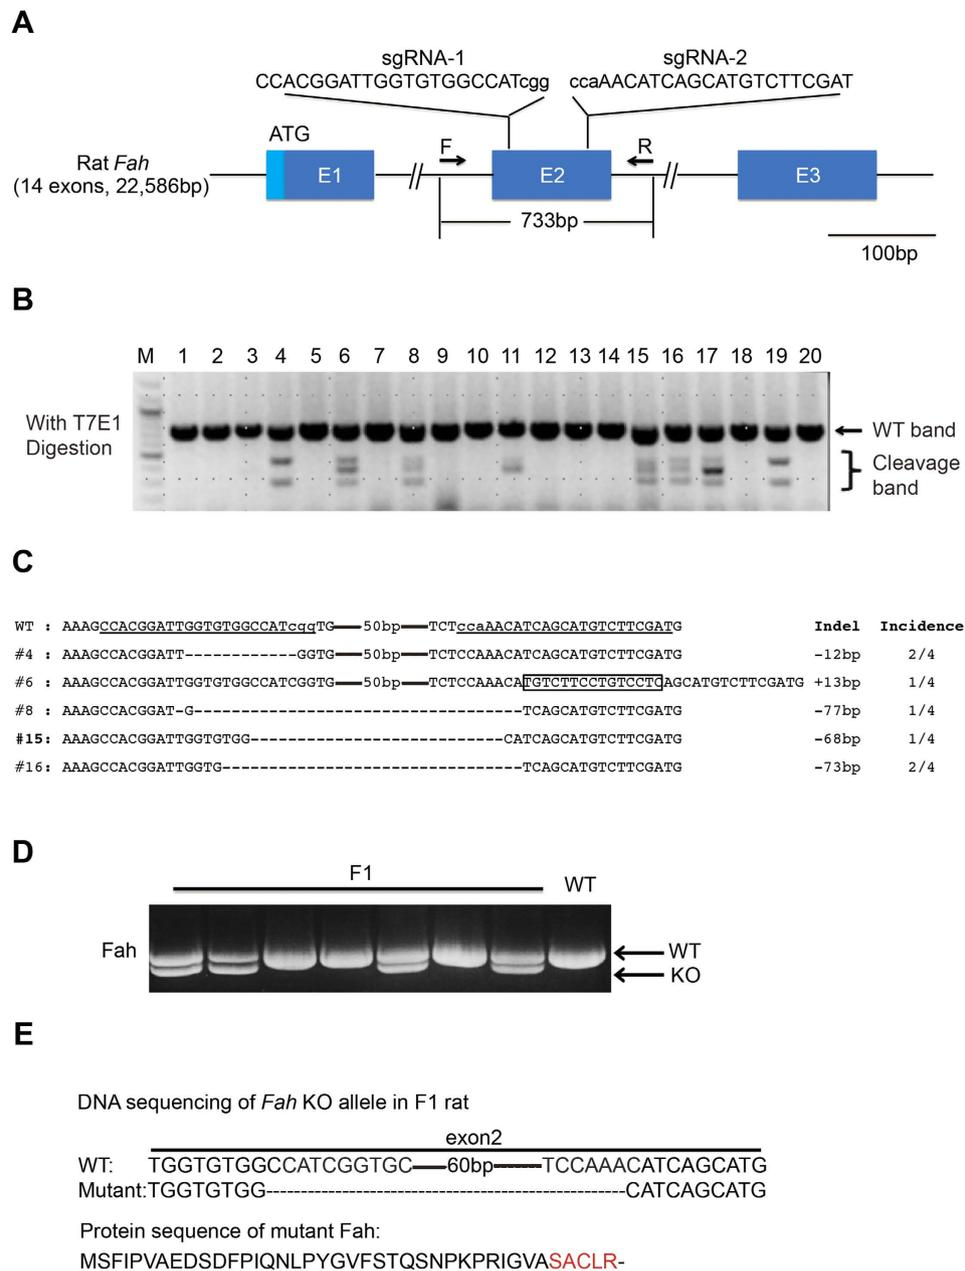 A
sgRNA-1 sgRNA-2
CCACGGATTGGTGTGGCCATcgg ccaAACATCAGCATGTCTTCGAT
ATG
F R
Rat Fah
(14 exons, 22,586bp)
E1 E2 E3
733bp
100bp
B
M 1 2 3 4 5 6 7 8 9 10 11 12 13 14 15 16 17 18 19 20
With T7E1
Digestion
WT band
Cleavage
band
C
WT : AAAGCCACGGATTGGTGTGGCCATcggTG—50bp—TCTccaAACATCAGCATGTCTTCGATG Indel Incidence
#4 : AAAGCCACGGATT------------GGTG—50bp—TCTCCAAACATCAGCATGTCTTCGATG -12bp 2/4
#6 : AAAGCCACGGATTGGTGTGGCCATCGGTG—50bp—TCTCCAAACATGTCTTCCTGTCCTCAGCATGTCTTCGATG +13bp 1/4
#8 : AAAGCCACGGAT-G-----------------------------------TCAGCATGTCTTCGATG -77bp 1/4
#15: AAAGCCACGGATTGGTGTGG---------------------------CATCAGCATGTCTTCGATG -68bp 1/4
#16: AAAGCCACGGATTGGTG--------------------------------TCAGCATGTCTTCGATG -73bp 2/4
D
F1 WT
Fah
WT
KO
E
DNA sequencing of Fah KO allele in F1 rat
exon2
WT: TGGTGTGGCCATCGGTGC—60bp—TCCAAACATCAGCATG
Mutant:TGGTGTGG----------------------------------------------------CATCAGCATG
Protein sequence of mutant Fah:
MSFIPVAEDSDFPIQNLPYGVFSTQSNPKPRIGVASACLR-